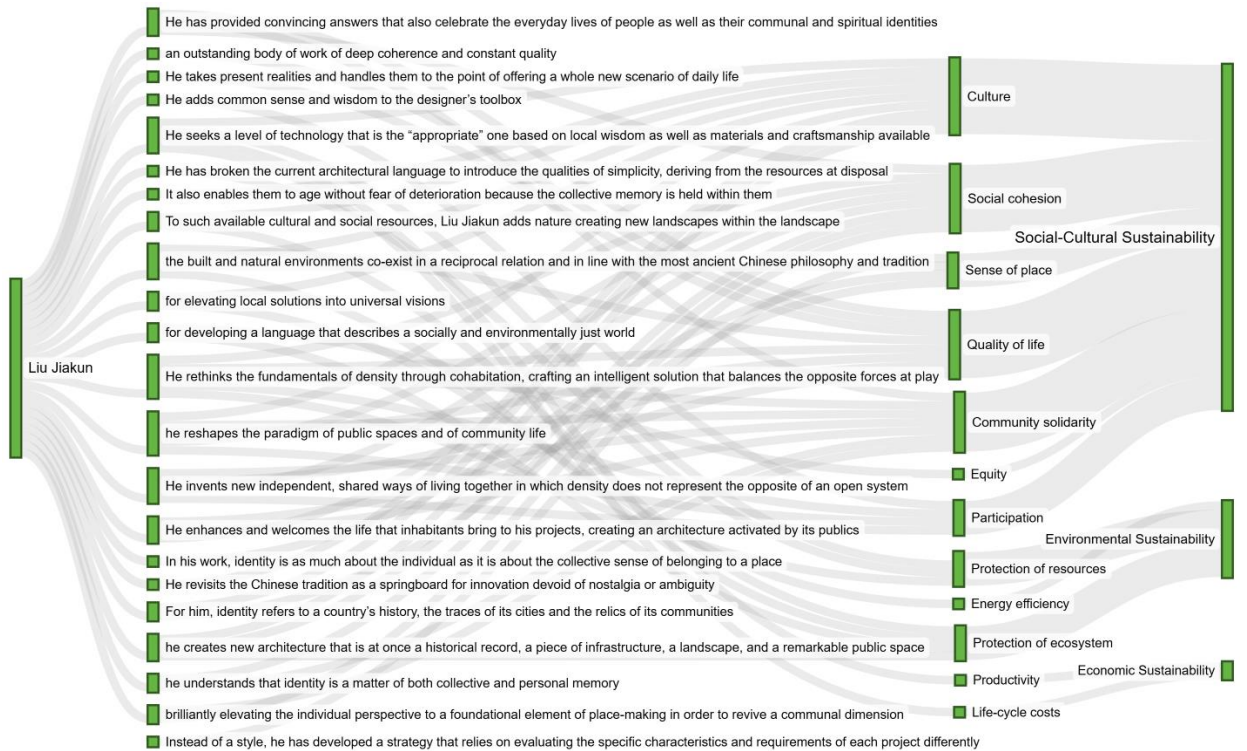 Liu Jiakun
He has provided convincing answers that also celebrate the everyday lives of people as well as their communal and spiritual identities
an outstanding body of work of deep coherence and constant quality
He takes present realities and handles them to the point of offering a whole new scenario of daily life
He adds common sense and wisdom to the designer’s toolbox
He seeks a level of technology that is the “appropriate” one based on local wisdom as well as materials and craftsmanship available
He has broken the current architectural language to introduce the qualities of simplicity, deriving from the resources at disposal
It also enables them to age without fear of deterioration because the collective memory is held within them
To such available cultural and social resources, Liu Jiakun adds nature creating new landscapes within the landscape
the built and natural environments co-exist in a reciprocal relation and in line with the most ancient Chinese philosophy and tradition
for elevating local solutions into universal visions
for developing a language that describes a socially and environmentally just world
He rethinks the fundamentals of density through cohabitation, crafting an intelligent solution that balances the opposite forces at play
he reshapes the paradigm of public spaces and of community life
He invents new independent, shared ways of living together in which density does not represent the opposite of an open system
He enhances and welcomes the life that inhabitants bring to his projects, creating an architecture activated by its publics
In his work, identity is as much about the individual as it is about the collective sense of belonging to a place
He revisits the Chinese tradition as a springboard for innovation devoid of nostalgia or ambiguity
For him, identity refers to a country’s history, the traces of its cities and the relics of its communities
he creates new architecture that is at once a historical record, a piece of infrastructure, a landscape, and a remarkable public space
he understands that identity is a matter of both collective and personal memory
brilliantly elevating the individual perspective to a foundational element of place-making in order to revive a communal dimension
Instead of a style, he has developed a strategy that relies on evaluating the specific characteristics and requirements of each project differently
Culture
Social cohesion
Sense of place
Quality of life
Community solidarity
Equity
Participation
Protection of resources
Energy efficiency
Protection of ecosystem
Productivity
Life-cycle costs
Social-Cultural Sustainability
Environmental Sustainability
Economic Sustainability